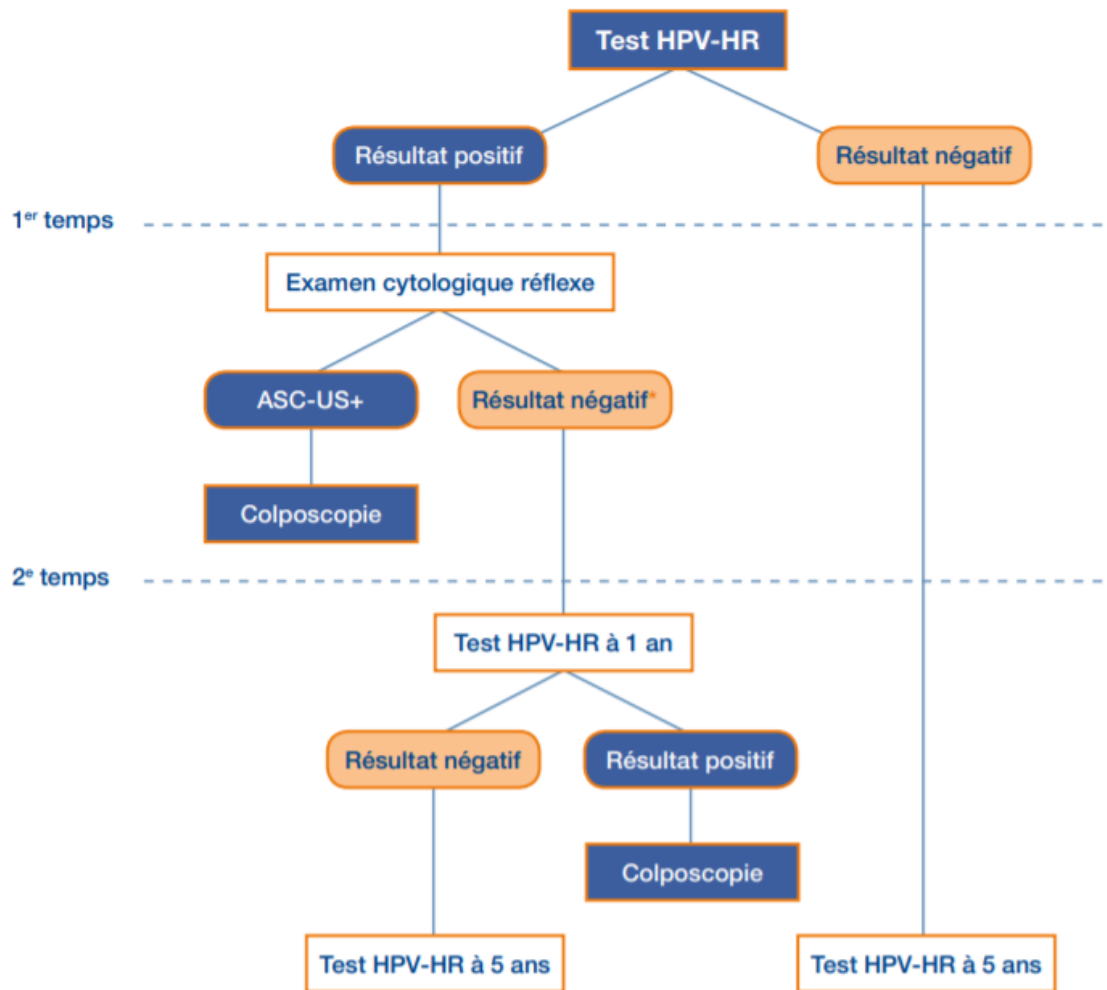 Test HPV-HR
Résultat positif
Résultat négatif
1er temps
Examen cytologique réflexe
ASC-US+
Résultat négatif*
Colposcopie
2e temps
Test HPV-HR à 1 an
Résultat négatif
Résultat positif
Colposcopie
Test HPV-HR à 5 ans
Test HPV-HR à 5 ans